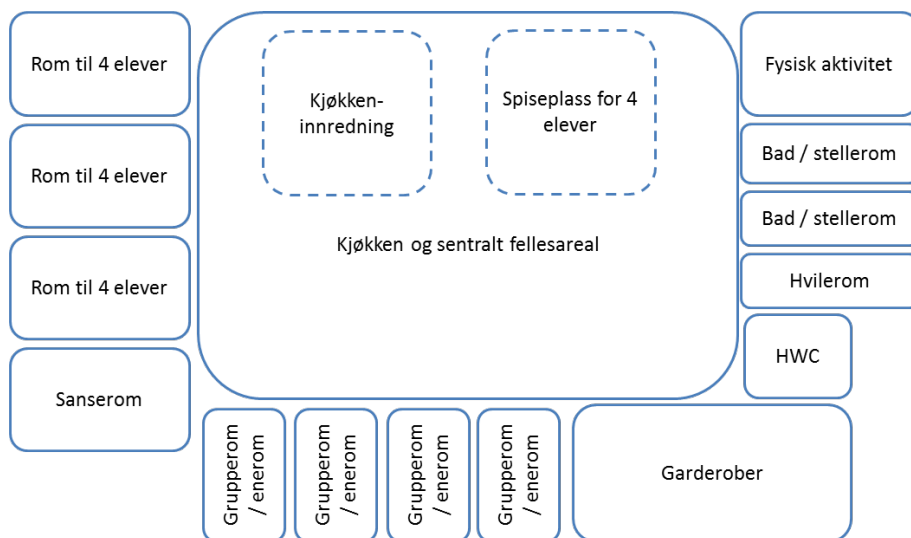 Rom til 4 elever
Rom til 4 elever
Rom til 4 elever
Sanserom
Kjøkken-
innredning
Spiseplass for 4
elever
Kjøkken og sentralt fellesareal
Fysisk aktivitet
Bad / stellerom
Bad / stellerom
Hvilerom
HWC
Grupperom
/ enerom
Grupperom
/ enerom
Grupperom
/ enerom
Grupperom
/ enerom
Garderober